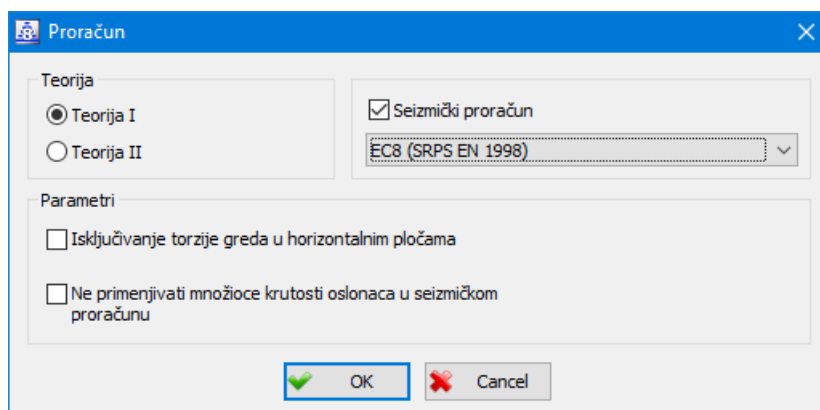 Proračun
Teorija
Teorija I
Teorija II
Seizmički proračun
EC8 (SRPS EN 1998)
Parametri
Isključivanje torzije greda u horizontalnim pločama
Ne primenjivati množioce krutosti oslonaca u seizmičkom
proračunu
OK
Cancel